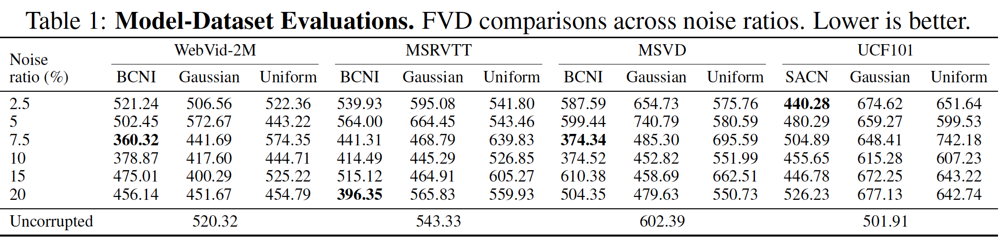 Table 1: Model-Dataset Evaluations. FVD comparisons across noise ratios. Lower is better.
Noise ratio (%) WebVid-2M MSRVTT MSVD UCF101
BCNI Gaussian Uniform BCNI Gaussian Uniform BCNI Gaussian Uniform SACN Gaussian Uniform
2.5 521.24 506.56 522.36 539.93 595.08 541.80 587.59 654.73 575.76 440.28 674.62 651.64
5 502.45 572.67 443.22 564.00 664.45 543.46 599.44 740.79 580.59 480.29 659.27 599.53
7.5 360.32 441.69 574.35 441.31 468.79 639.83 374.34 485.30 695.59 504.89 648.41 742.18
10 378.87 417.60 444.71 414.49 445.29 526.85 374.52 452.82 551.99 455.65 615.28 607.23
15 475.01 400.29 525.22 515.12 464.91 605.27 610.38 458.69 662.51 446.78 672.25 643.22
20 456.14 451.67 454.79 396.35 565.83 559.93 504.35 479.63 550.73 526.23 677.13 642.74
Uncorrupted 520.32 543.33 602.39 501.91